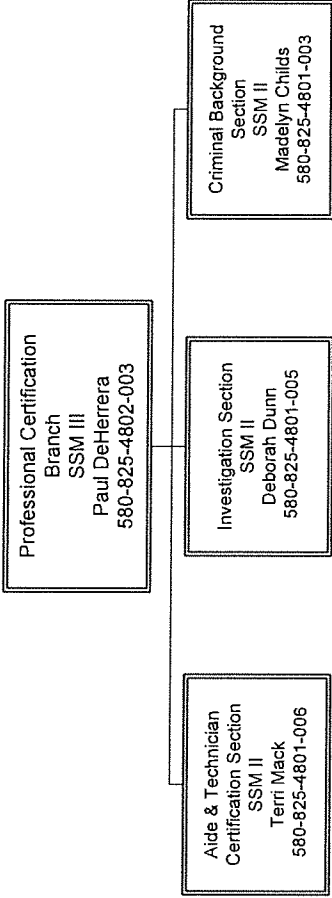 Professional Certification
Branch
SSM III
Paul DeHerrera
580-825-4802-003
Aide & Technician
Certification Section
SSM II
Terri Mack
580-825-4801-006
Investigation Section
SSM II
Deborah Dunn
580-825-4801-005
Criminal Background
Section
SSM II
Madelyn Childs
580-825-4801-003